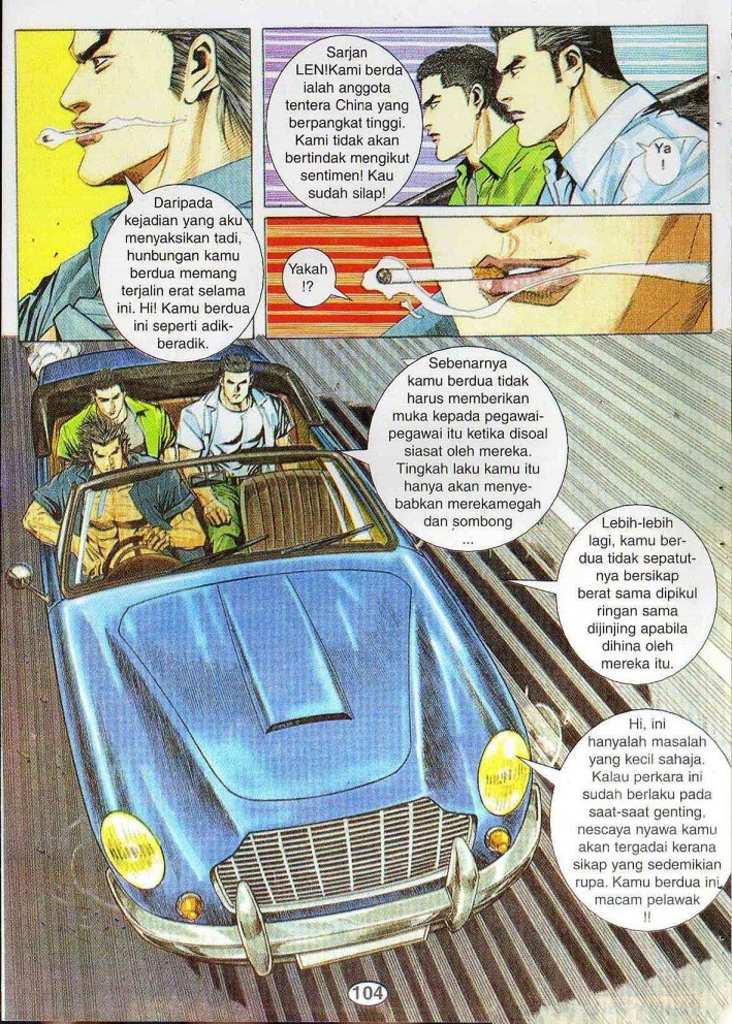 Daripada
kejadian yang aku
menyaksikan tadi,
hunbungan kamu
berdua memang
terjalin erat selama
ini. Hi! Kamu berdua
ini seperti adik-
beradik.
Sarjan
LEN!Kami berda
ialah anggota
tentera China yang
berpangkat tinggi.
Kami tidak akan
bertindak mengikut
sentimen! Kau
sudah silap!
Ya
!
Yakah
!?
Sebenarnya
kamu berdua tidak
harus memberikan
muka kepada pegawai-
pegawai itu ketika disoal
siasat oleh mereka.
Tingkah laku kamu itu
hanya akan menye-
babkan merekamegah
dan sombong
...
Lebih-lebih
lagi, kamu ber-
dua tidak sepatut-
nya bersikap
berat sama dipikul
ringan sama
dijinjing apabila
dihina oleh
mereka itu.
Hi, ini
hanyalah masalah
yang kecil sahaja.
Kalau perkara ini
sudah berlaku pada
saat-saat genting,
nescaya nyawa kamu
akan tergadai kerana
sikap yang sedemikian
rupa. Kamu berdua ini
macam pelawak
!!
104